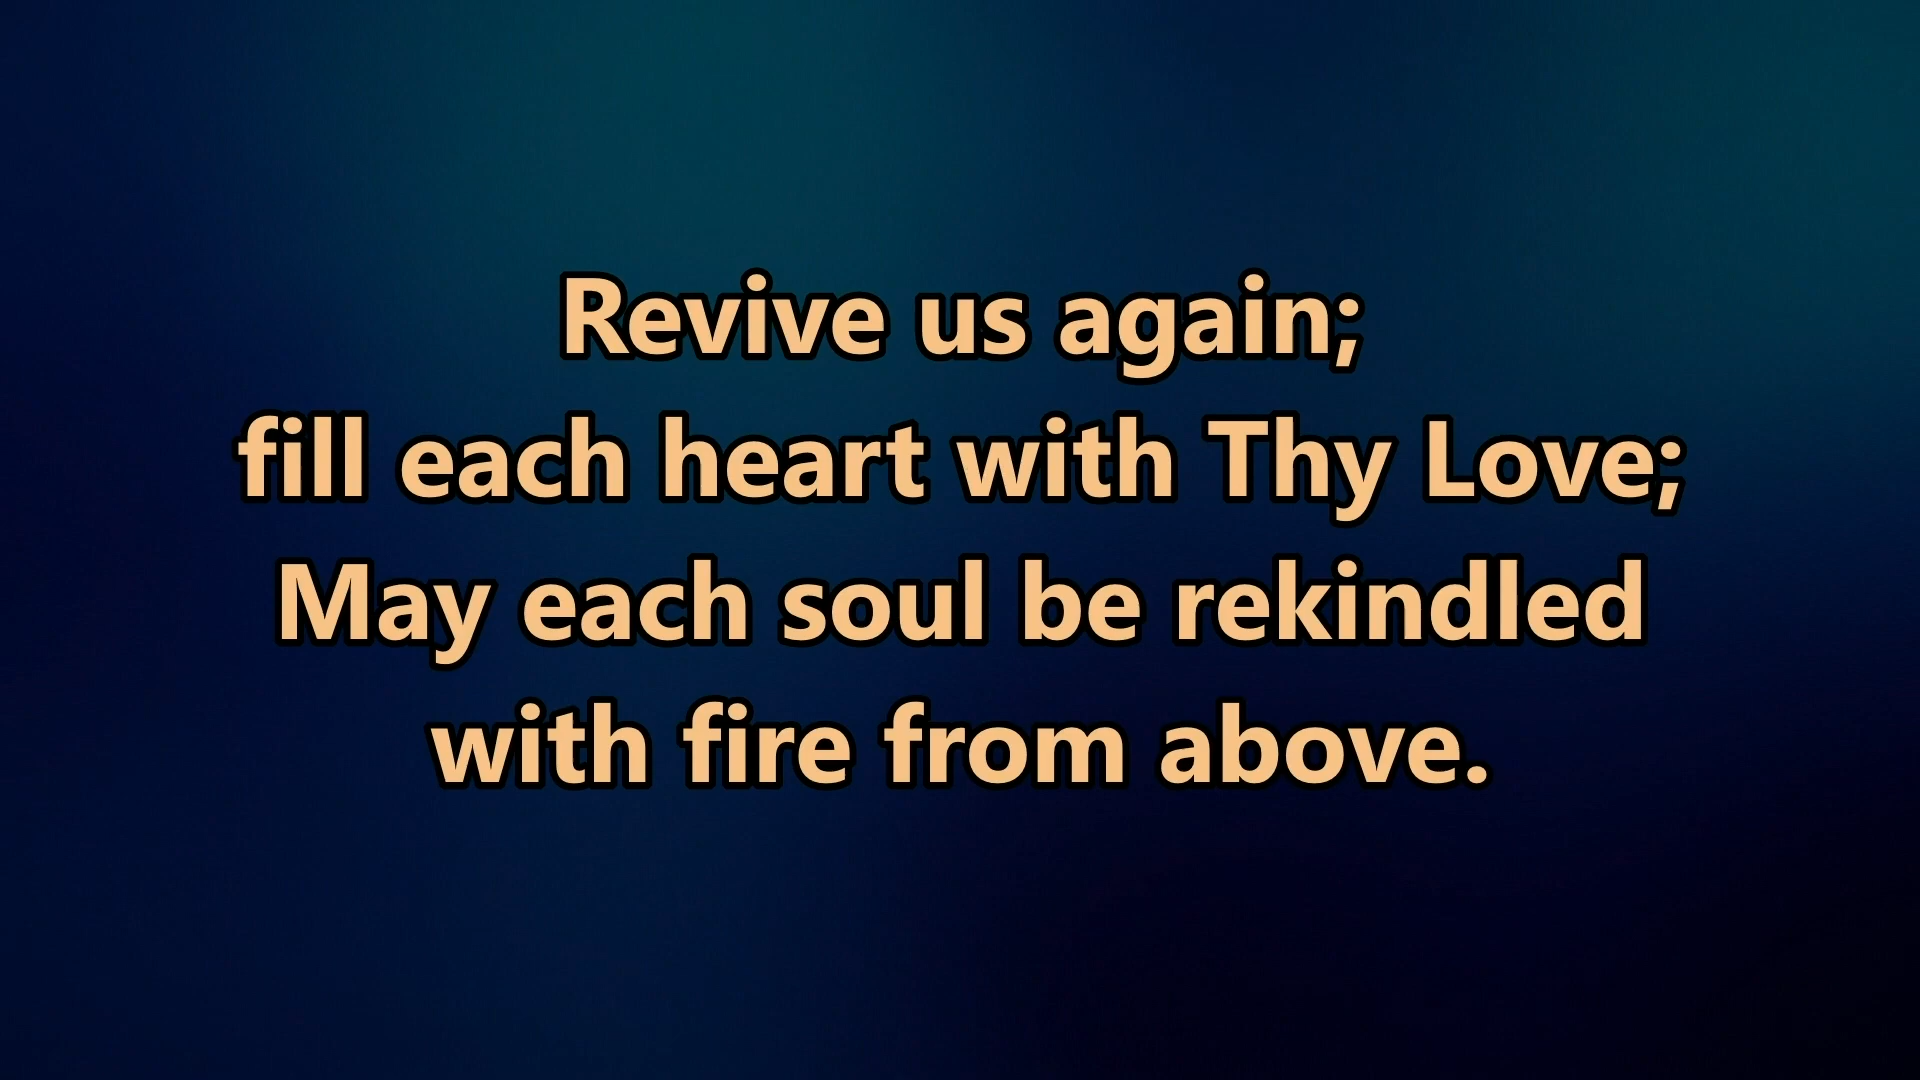 Revive us again;
fill each heart with Thy Love;
May each soul be rekindled
with fire from above.